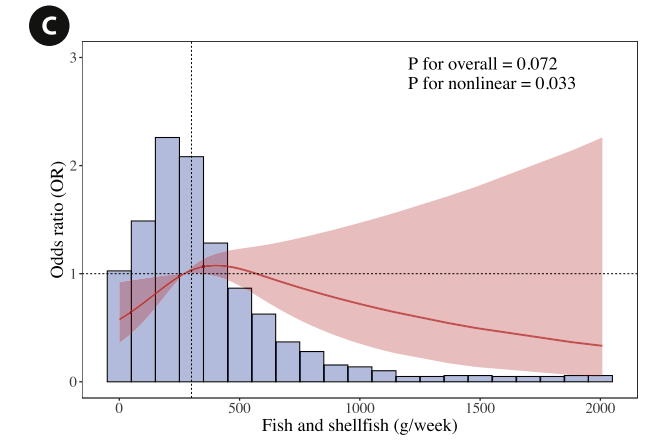 C
P for overall = 0.072
P for nonlinear = 0.033
Odds ratio (OR)
3
2
1
0
0 500 1000 1500 2000
Fish and shellfish (g/week)